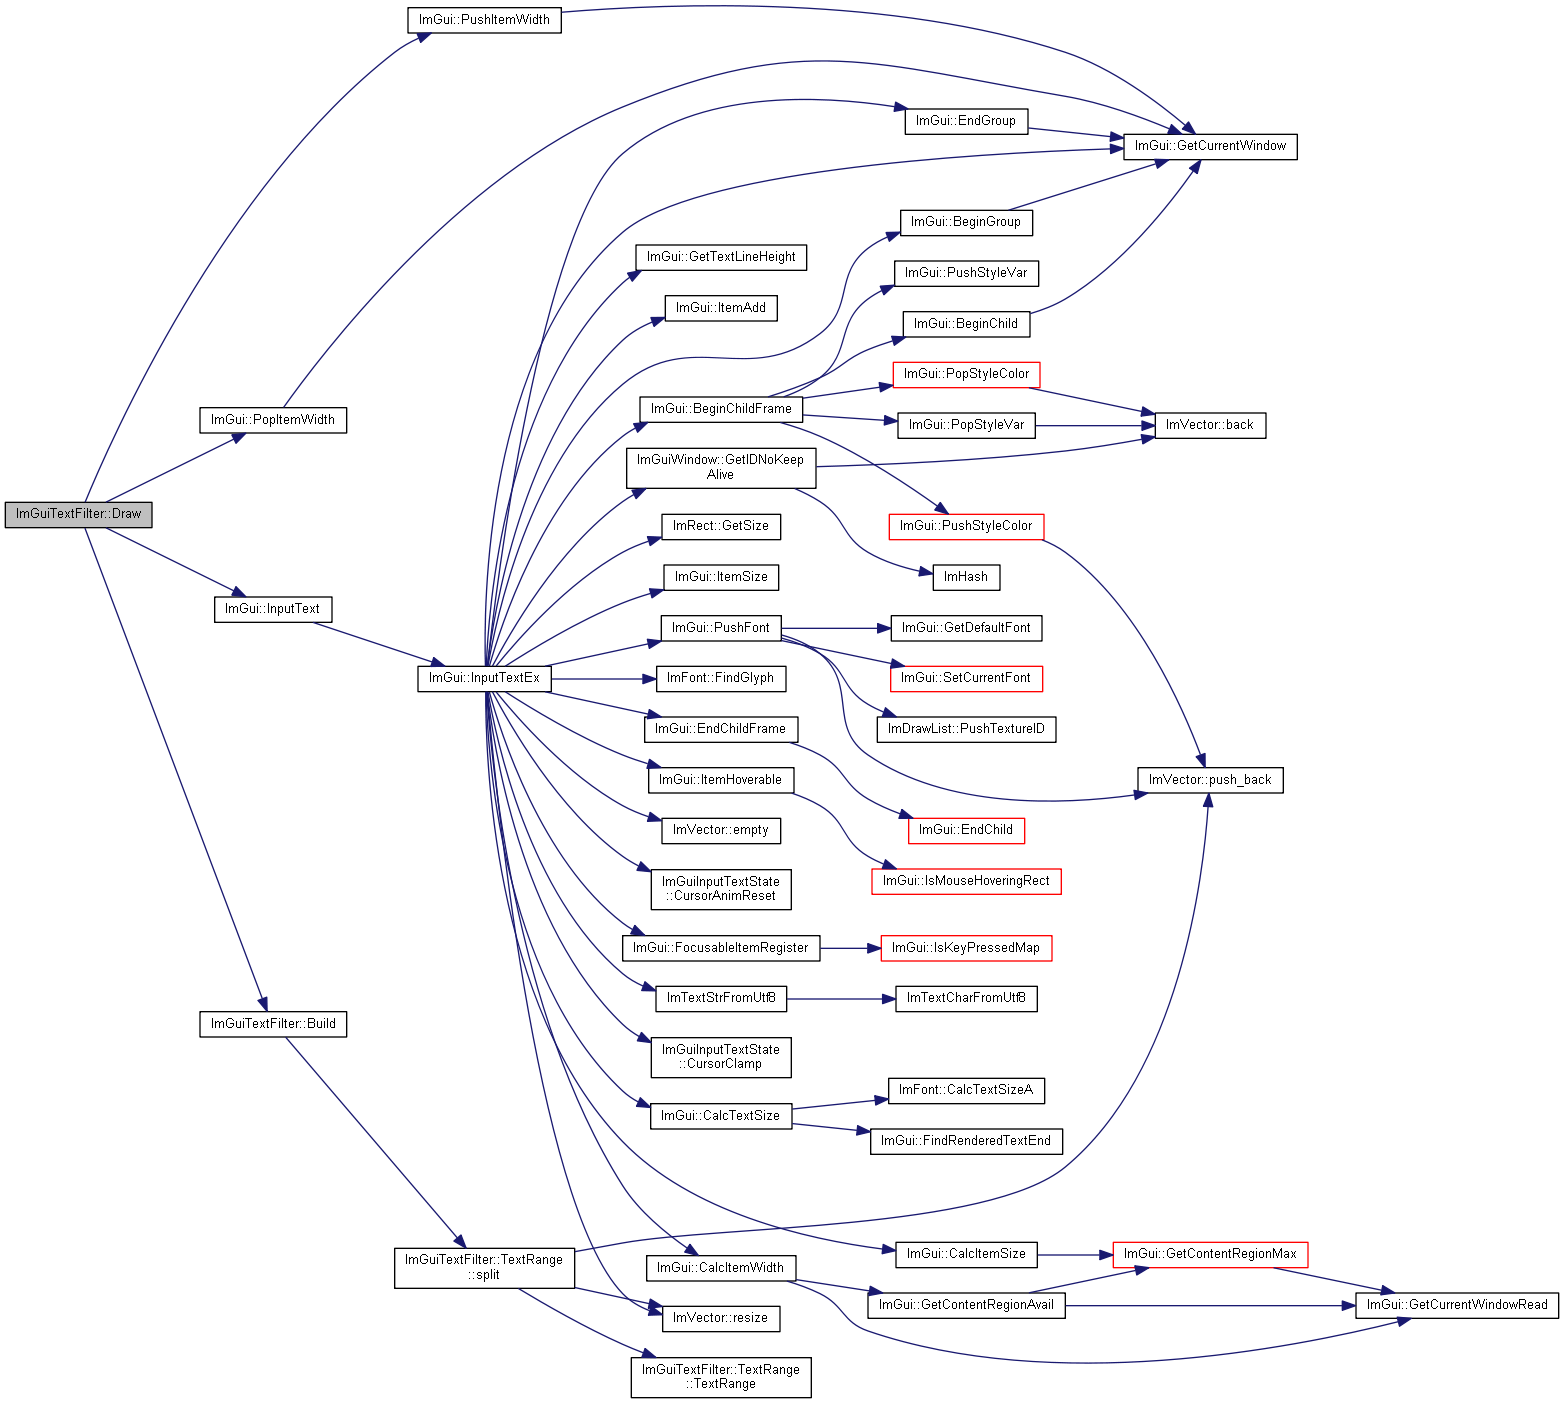 ImGui::PushItemWidth
ImGui::EndGroup
ImGui::GetCurrentWindow
ImGui::BeginGroup
ImGui::GetTextLineHeight
ImGui::PushStyleVar
ImGui::ItemAdd
ImGui::BeginChild
ImGui::PopStyleColor
ImGui::BeginChildFrame
ImGui::PopItemWidth
ImGui::PopStyleVar
ImVector::back
ImGuiWindow::GetIDNoKeep
Alive
ImGuiTextFilter::Draw
ImRect::GetSize
ImGui::PushStyleColor
ImGui::ItemSize
ImHash
ImGui::InputText
ImGui::PushFont
ImGui::GetDefaultFont
ImGui::InputTextEx
ImFont::FindGlyph
ImGui::SetCurrentFont
ImGui::EndChildFrame
ImDrawList::PushTextureID
ImGui::ItemHoverable
ImVector::push_back
ImVector::empty
ImGui::EndChild
ImGuiInputTextState
::CursorAnimReset
ImGui::IsMouseHoveringRect
ImGui::FocusableItemRegister
ImGui::IsKeyPressedMap
ImTextStrFromUtf8
ImTextCharFromUtf8
ImGuiTextFilter::Build
ImGuiInputTextState
::CursorClamp
ImFont::CalcTextSizeA
ImGui::CalcTextSize
ImGui::FindRenderedTextEnd
ImGuiTextFilter::TextRange
::split
ImGui::CalcItemSize
ImGui::GetContentRegionMax
ImGui::CalcItemWidth
ImGui::GetContentRegionAvail
ImGui::GetCurrentWindowRead
ImVector::resize
ImGuiTextFilter::TextRange
::TextRange